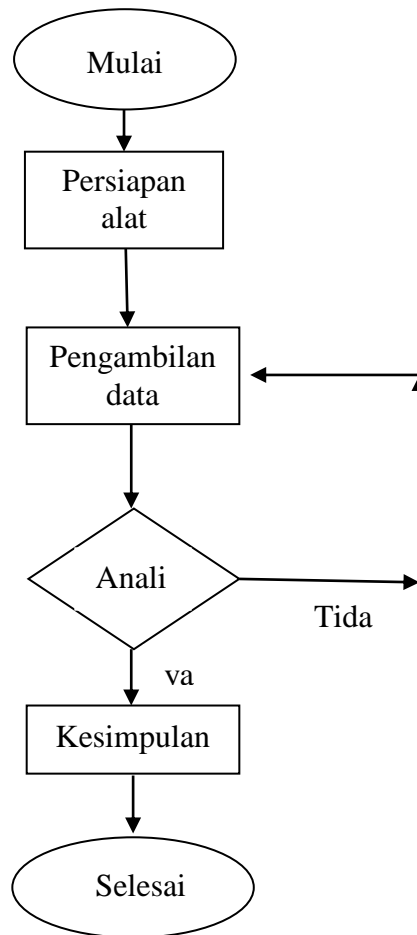 Mulai
Persiapan
alat
Pengambilan
data
Anali
Tida
va
Kesimpulan
Selesai